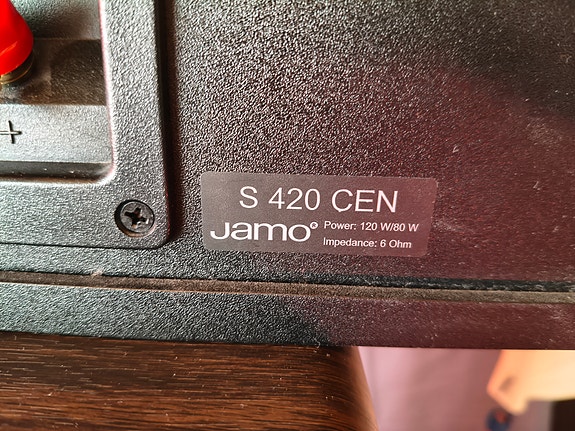 +
S 420 CEN
Jamo® Power: 120 W/80 W
Impedance: 6 Ohm